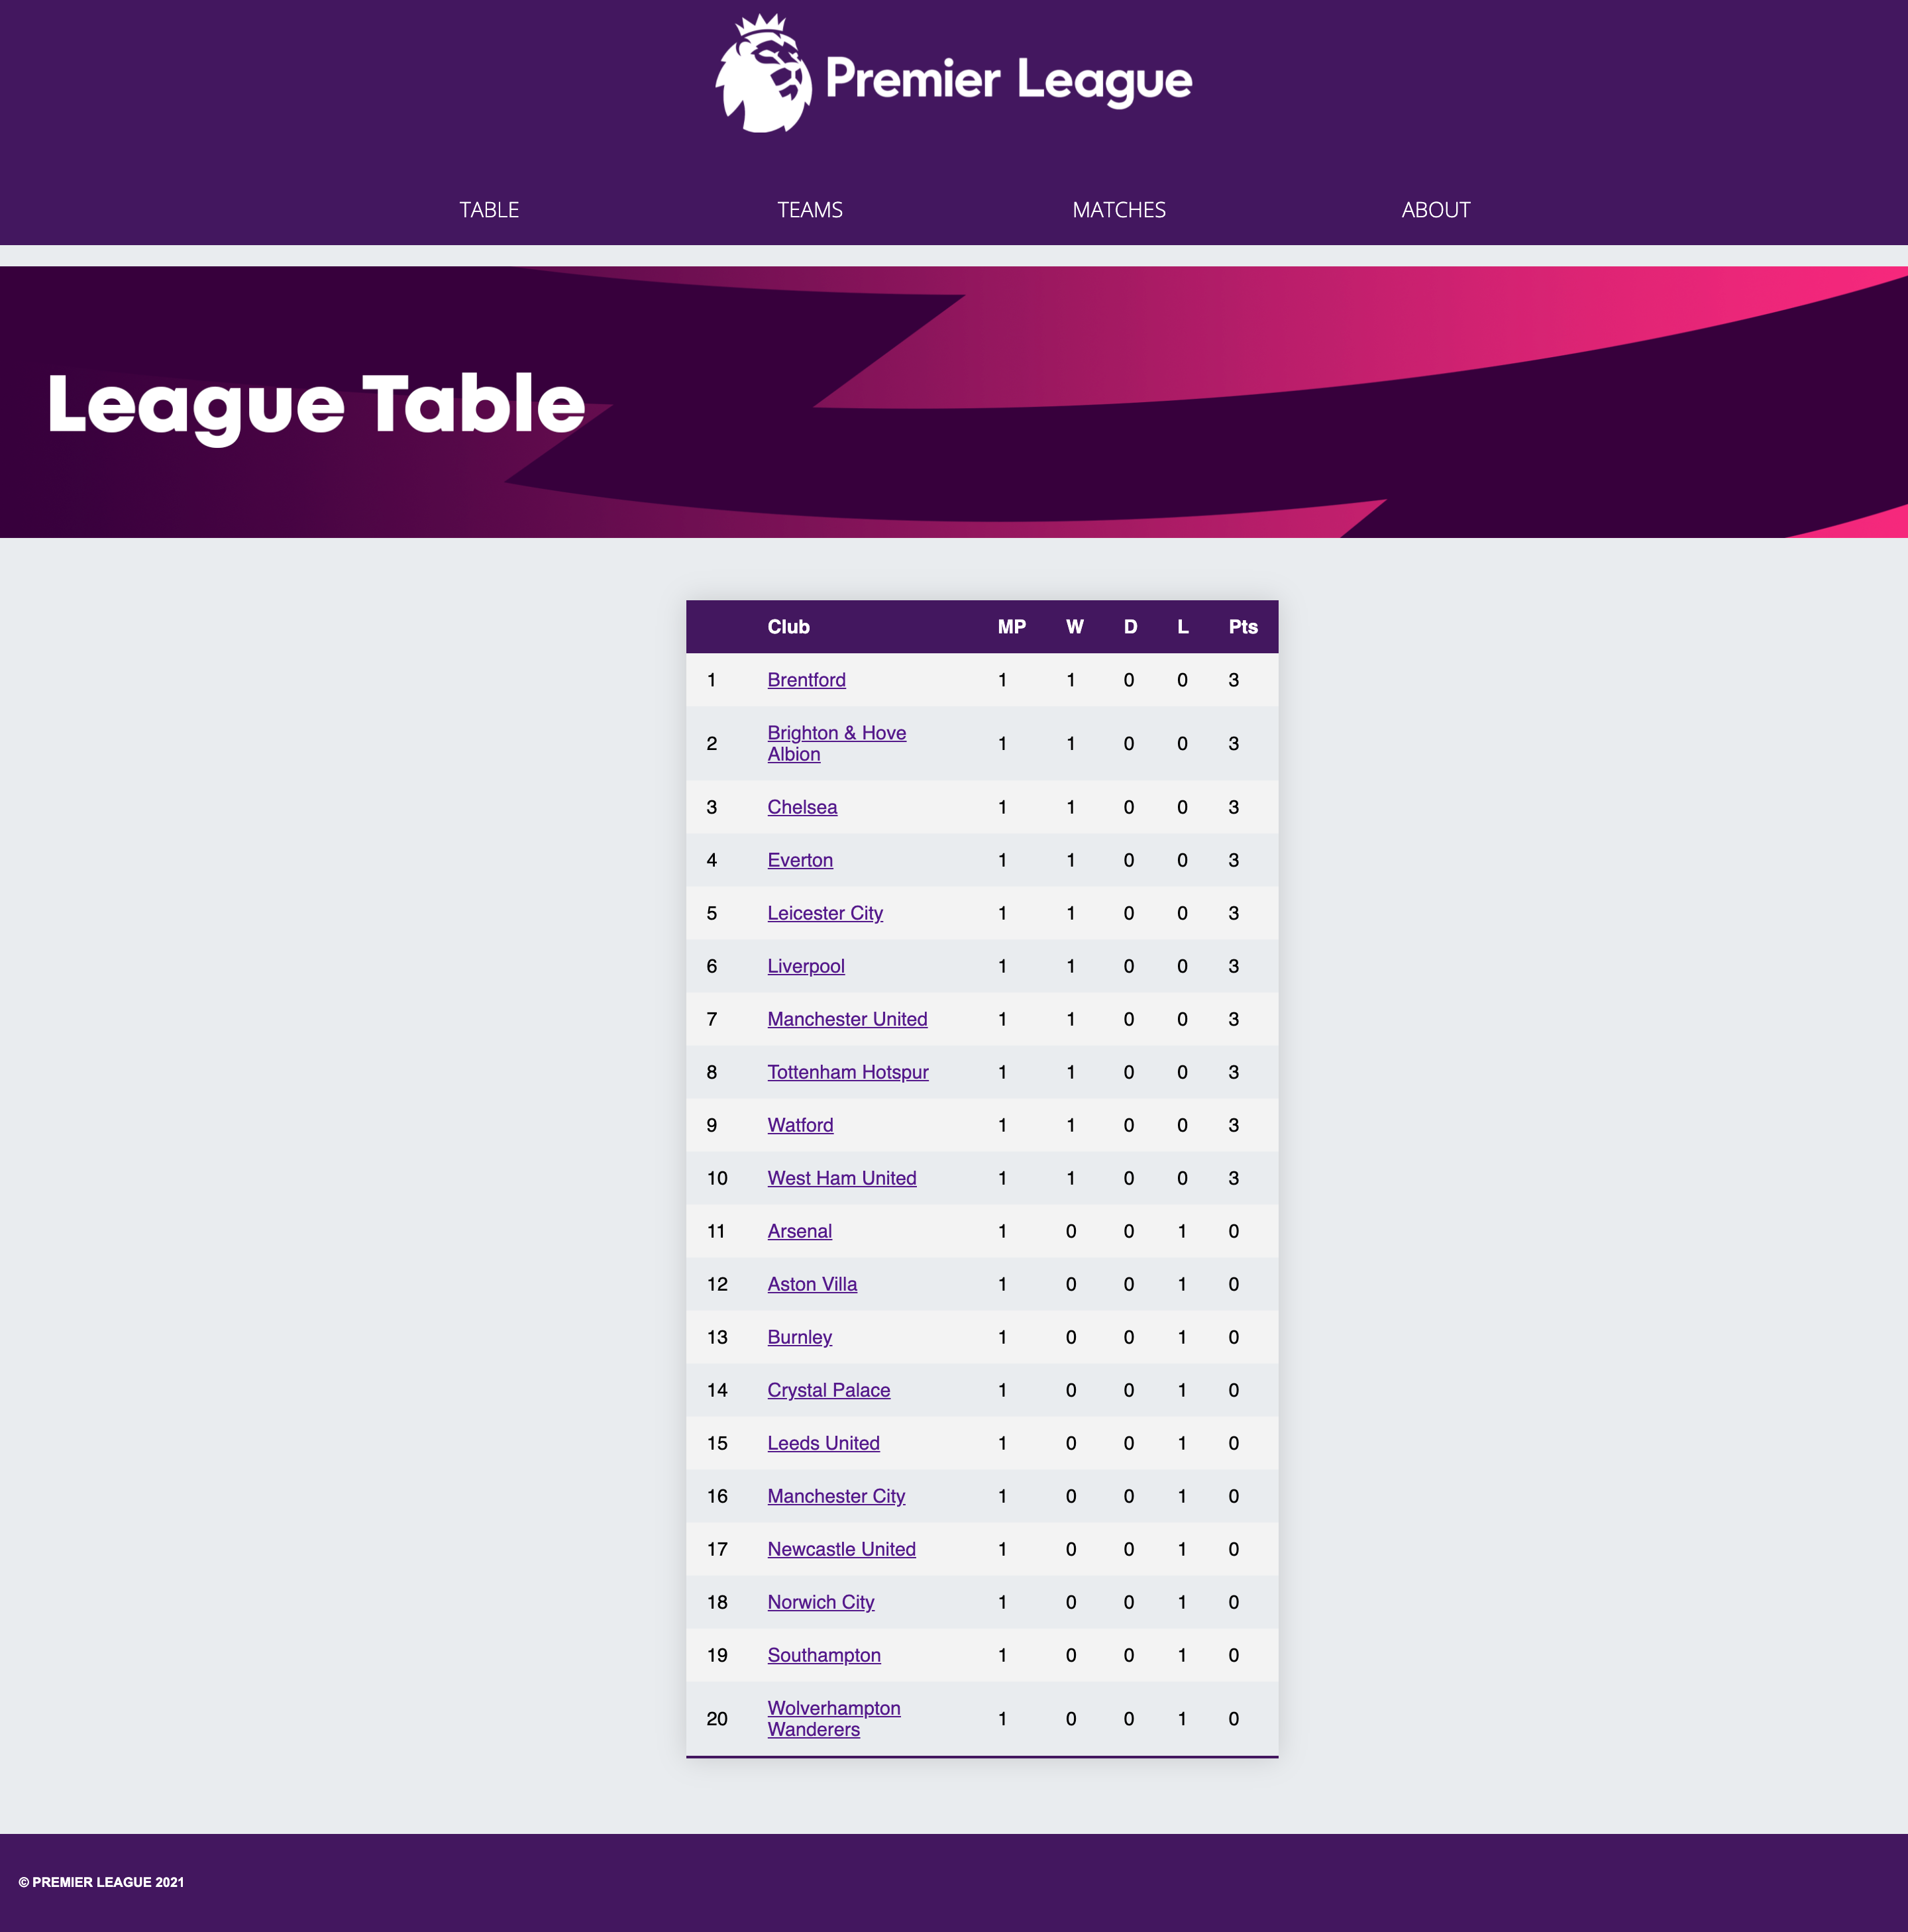 Premier League
TABLE TEAMS MATCHES ABOUT
League Table
Club MP W D L Pts
1 Brentford 1 1 0 0 3
2 Brighton & Hove
Albion 1 1 0 0 3
3 Chelsea 1 1 0 0 3
4 Everton 1 1 0 0 3
5 Leicester City 1 1 0 0 3
6 Liverpool 1 1 0 0 3
7 Manchester United 1 1 0 0 3
8 Tottenham Hotspur 1 1 0 0 3
9 Watford 1 1 0 0 3
10 West Ham United 1 1 0 0 3
11 Arsenal 1 0 0 1 0
12 Aston Villa 1 0 0 1 0
13 Burnley 1 0 0 1 0
14 Crystal Palace 1 0 0 1 0
15 Leeds United 1 0 0 1 0
16 Manchester City 1 0 0 1 0
17 Newcastle United 1 0 0 1 0
18 Norwich City 1 0 0 1 0
19 Southampton 1 0 0 1 0
20 Wolverhampton
Wanderers 1 0 0 1 0
© PREMIER LEAGUE 2021